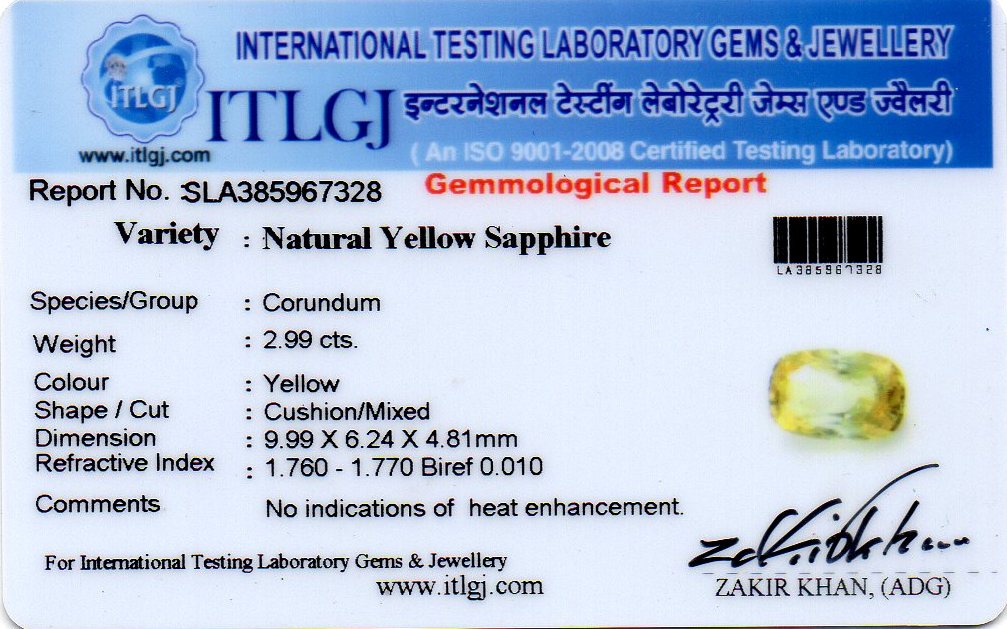 INTERNATIONAL TESTING LABORATORY GEMS & JEWELLERY
ITLGJ
ITLGJ इन्टरनेशनल टेस्टींग लेबोरेट्ररी जेम्स एण्ड ज्वैलरी
www.itlgj.com
( An ISO 9001-2008 Certified Testing Laboratory)
Report No. :SLA385967328
Gemmological Report
Variety : Natural Yellow Sapphire
LA385967328
Species/Group : Corundum
Weight : 2.99 cts.
Colour : Yellow
Shape / Cut : Cushion/Mixed
Dimension : 9.99 X 6.24 X 4.81mm
Refractive Index : 1.760 - 1.770 Biref 0.010
Comments No indications of heat enhancement.
Zakir Khan
For International Testing Laboratory Gems & Jewellery
www.itlgj.com
ZAKIR KHAN, (ADG)